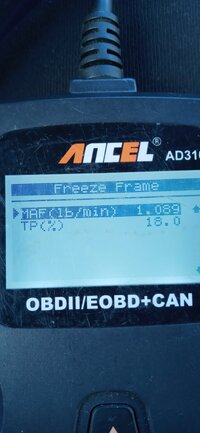 ANCEL®
AD310
Freeze Frame
MAF(lb/min) 1.089
TP(%) 18.0
OBDII/EOBD+CAN